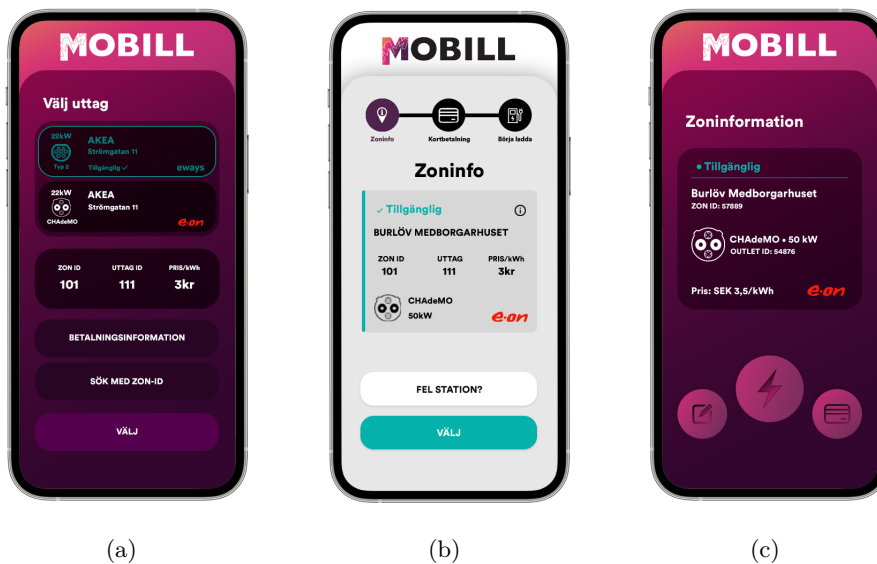 MOBILL
Välj uttag
22kW
AKEA
Strömgatan 11
Typ 2
Tillgänglig ✓
eways
22kW
AKEA
Strömgatan 11
CHAdeMO
e·on
ZON ID
UTTAG ID
PRIS/kWh
101
111
3kr
BETALNINGSINFORMATION
SÖK MED ZON-ID
VÄLJ
(a)
MOBILL
Zoninfo
Kortbetalning
Börja ladda
Zoninfo
✓ Tillgänglig
BURLÖV MEDBORGARHUSET
ZON ID
UTTAG
PRIS/kWh
101
111
3kr
CHAdeMO
50kW
e·on
FEL STATION?
VÄLJ
(b)
MOBILL
Zoninformation
• Tillgänglig
Burlöv Medborgarhuset
ZON ID: 57889
CHAdeMO • 50 kW
OUTLET ID: 54876
Pris: SEK 3,5/kWh
e·on
(c)